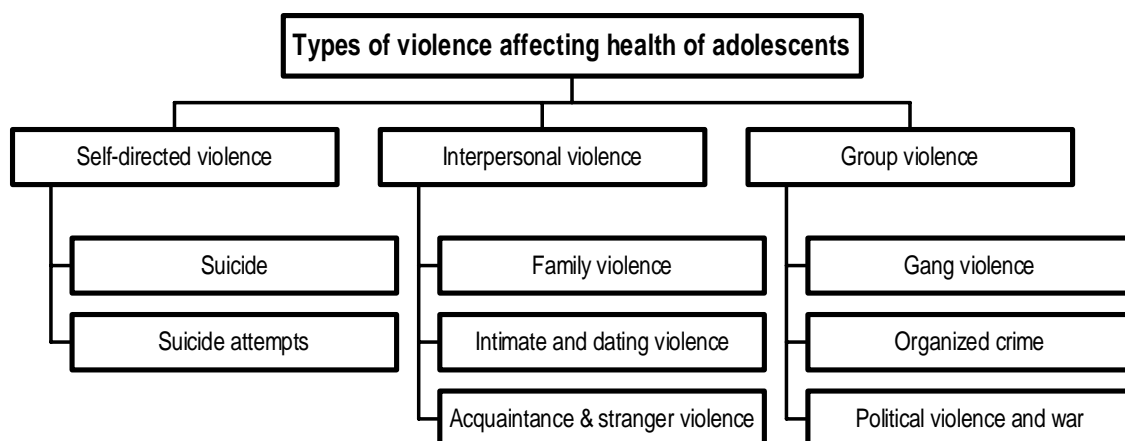 Types of violence affecting health of adolescents
Self-directed violence
Interpersonal violence
Group violence
Suicide
Family violence
Gang violence
Suicide attempts
Intimate and dating violence
Organized crime
Acquaintance & stranger violence
Political violence and war